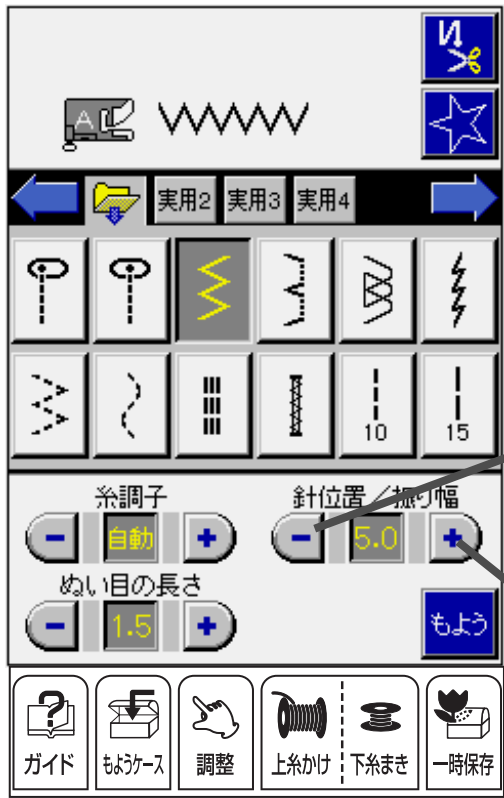 A
実用2 実用3 実用4
10 15
糸調子 針位置/振り幅
- 自動 + - 5.0 +
ぬい目の長さ
- 1.5 + もよう
ガイド もようケース 調整 上糸かけ 下糸まき 一時保存